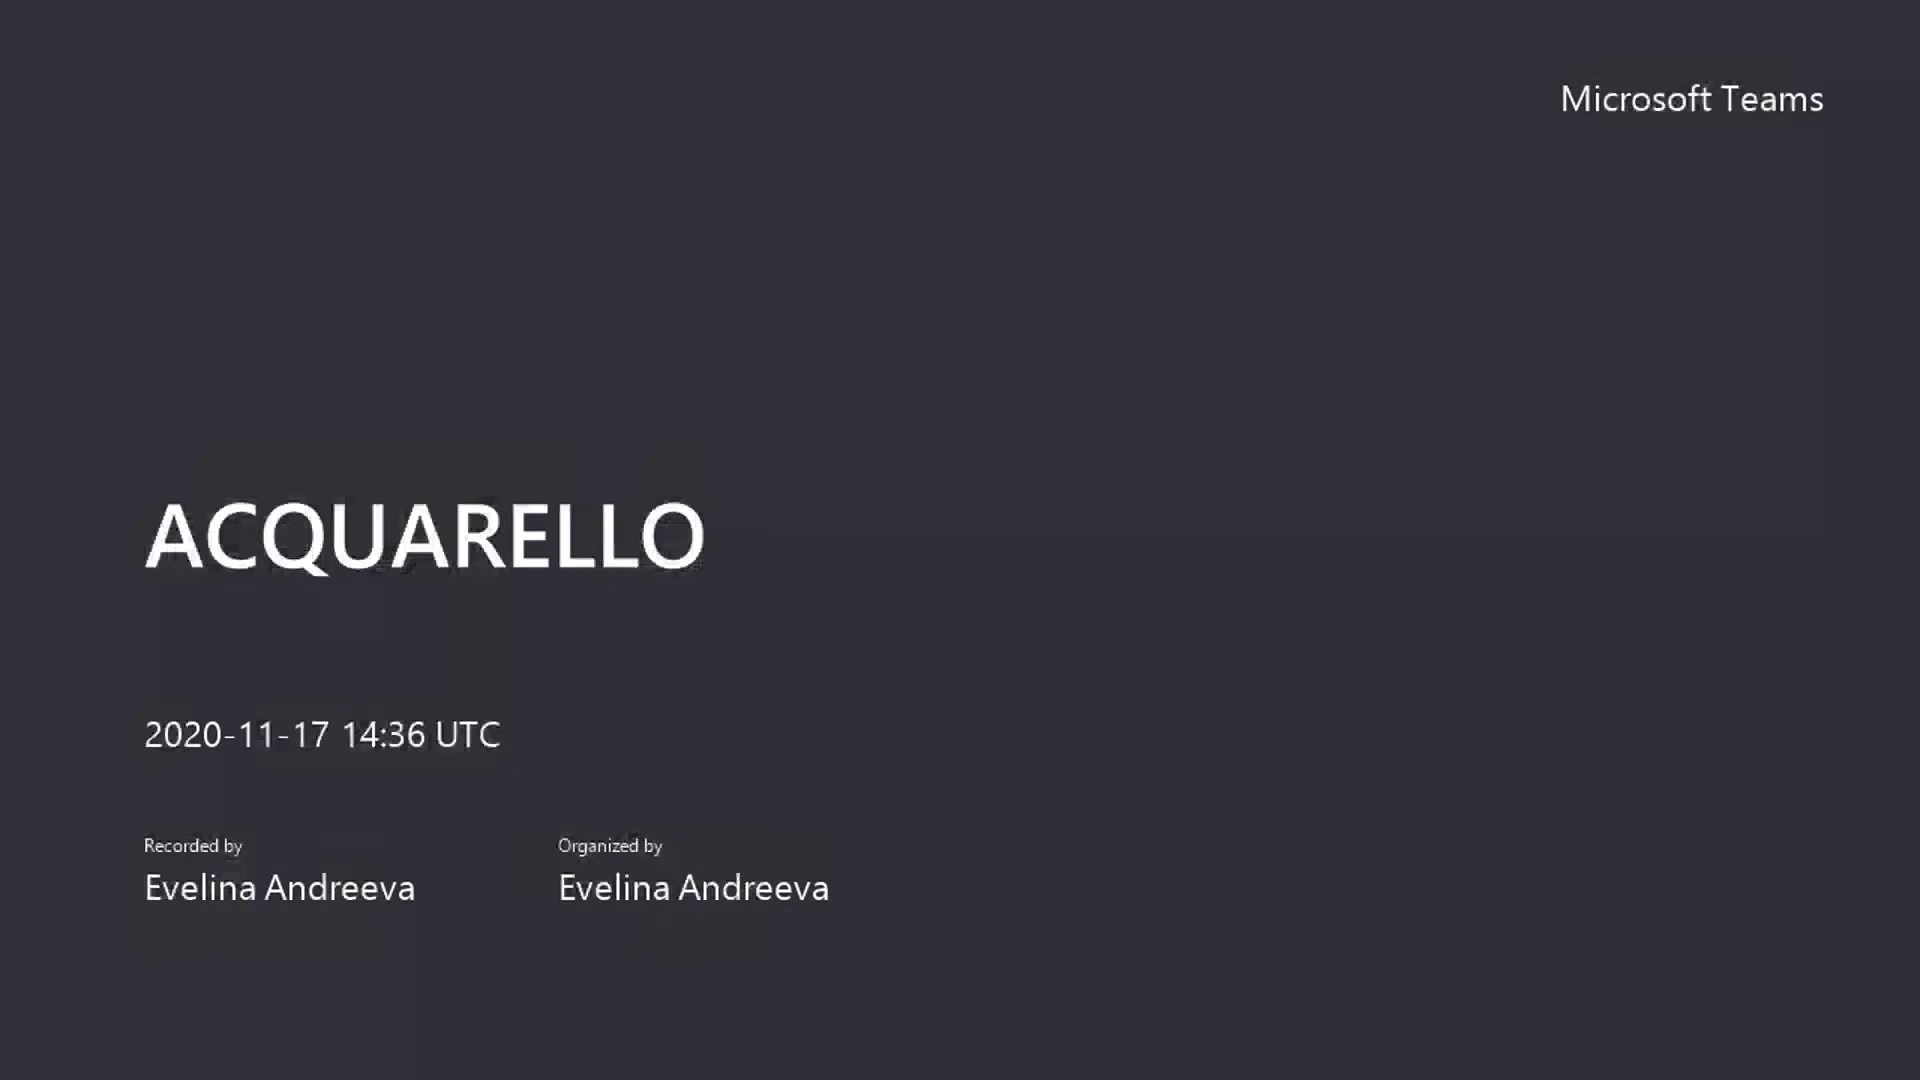 Microsoft Teams
ACQUARELLO
2020-11-17 14:36 UTC
Recorded by
Evelina Andreeva
Organized by
Evelina Andreeva